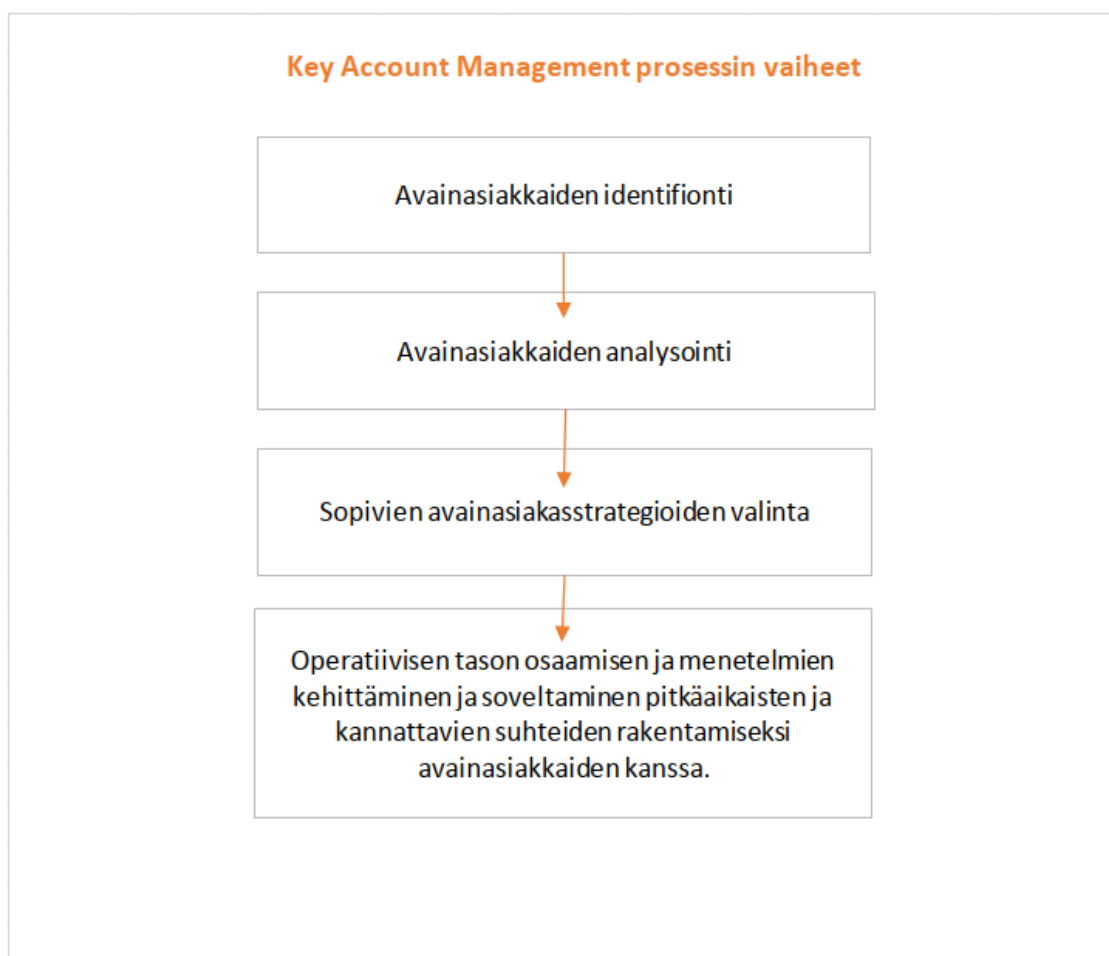 Key Account Management prosessin vaiheet
Avainasiakkaiden identifionti
Avainasiakkaiden analysointi
Sopivien avainasiakasstrategioiden valinta
Operatiivisen tason osaamisen ja menetelmien
kehittäminen ja soveltaminen pitkäaikaisten ja
kannattavien suhteiden rakentamiseksi
avainasiakkaiden kanssa.